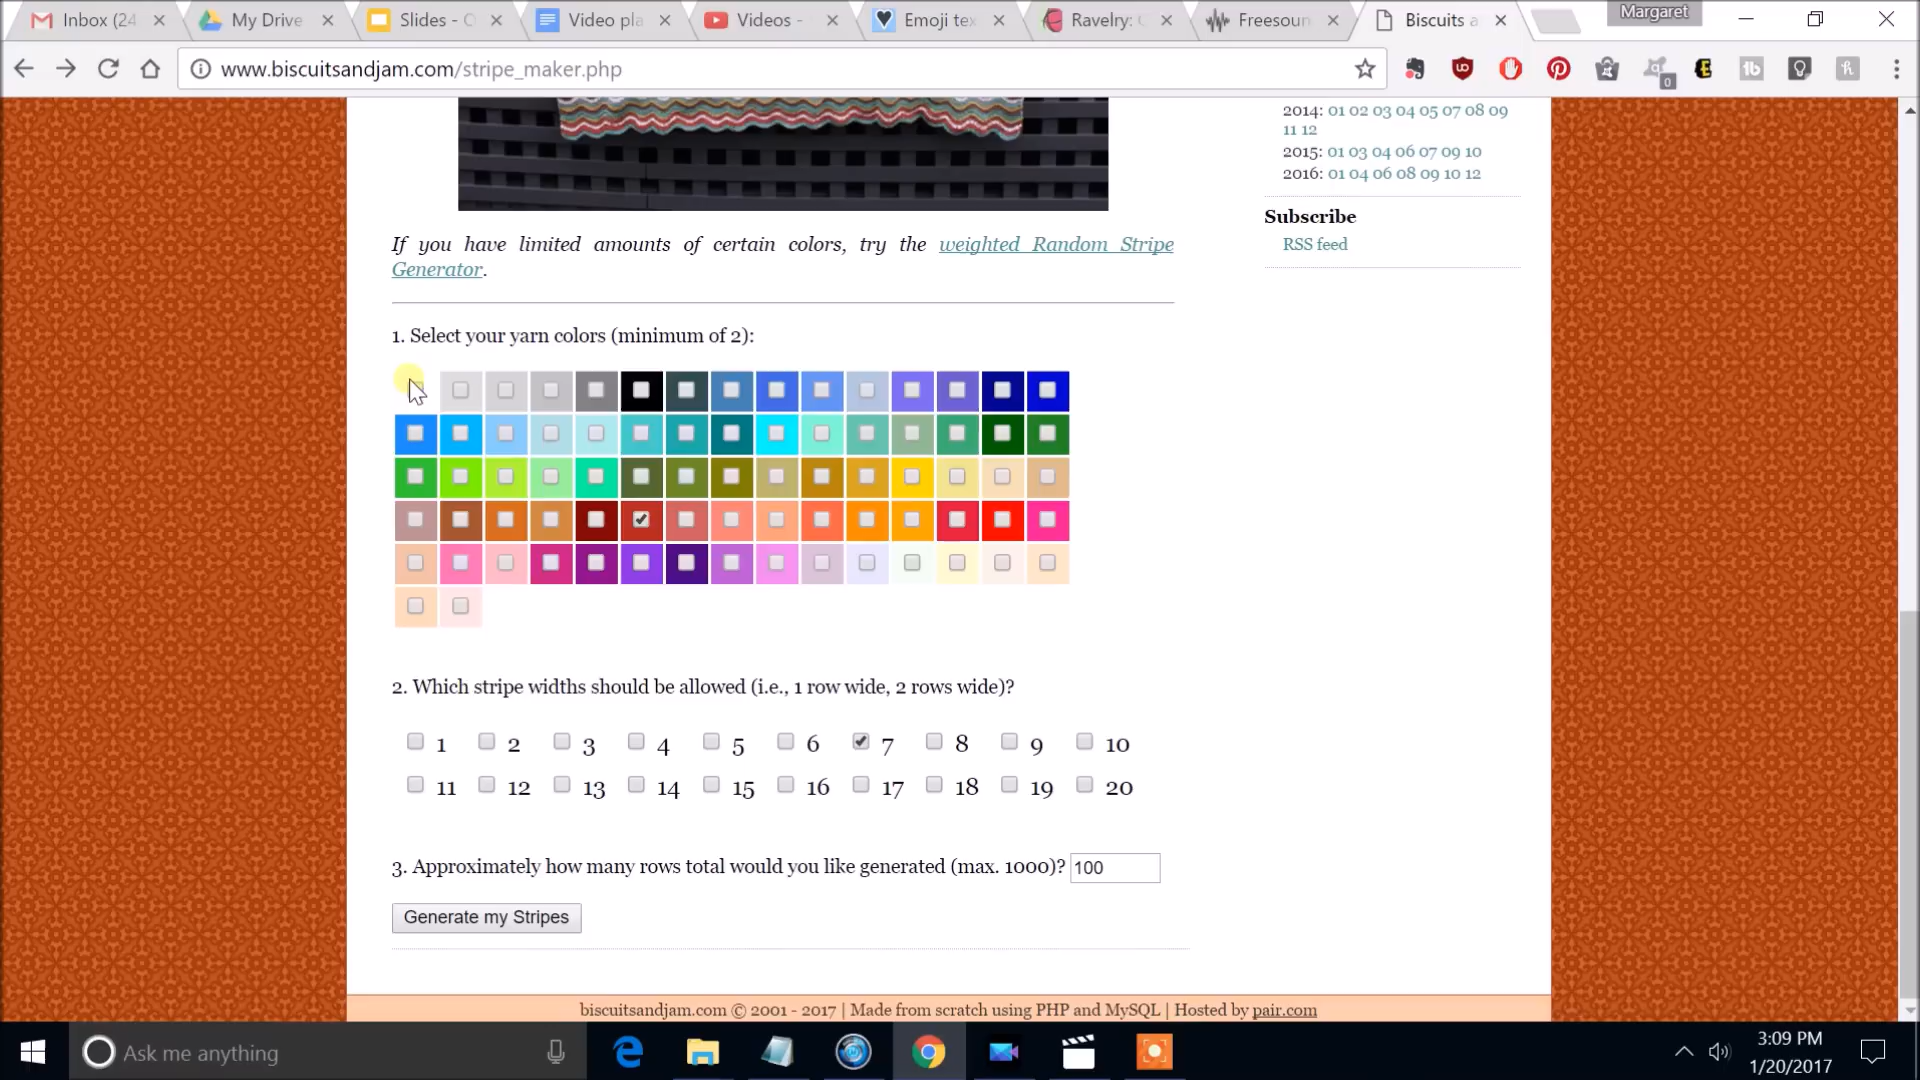 Inbox (24
My Drive
Slides - C
Video pla
Videos -
Emoji tex
Ravelry: 
Freesoun
Biscuits a
Margaret
www.biscuitsandjam.com/stripe_maker.php
2014: 01 02 03 04 05 07 08 09
11 12
2015: 01 03 04 06 07 09 10
2016: 01 04 06 08 09 10 12
Subscribe
RSS feed
If you have limited amounts of certain colors, try the weighted Random Stripe
Generator.
1. Select your yarn colors (minimum of 2):
2. Which stripe widths should be allowed (i.e., 1 row wide, 2 rows wide)?
1 2 3 4 5 6 7 8 9 10
11 12 13 14 15 16 17 18 19 20
3. Approximately how many rows total would you like generated (max. 1000)? 100
Generate my Stripes
biscuitsandjam.com © 2001 - 2017 | Made from scratch using PHP and MySQL | Hosted by pair.com
Ask me anything
3:09 PM
1/20/2017